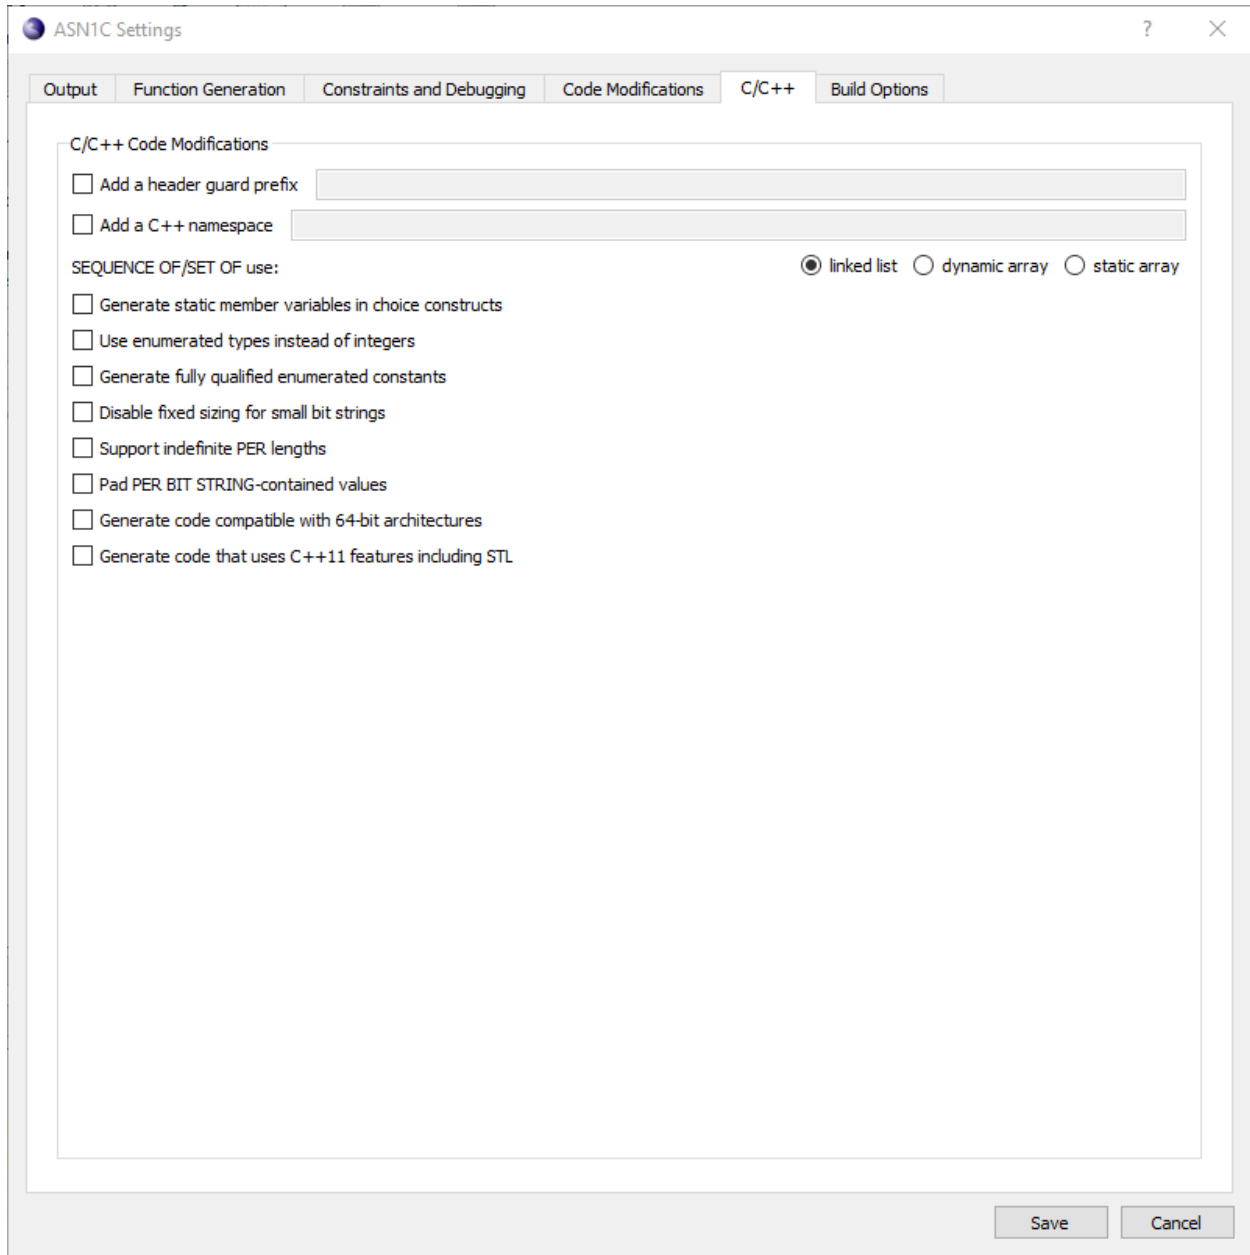 ASN1C Settings
Output Function Generation Constraints and Debugging Code Modifications C/C++ Build Options
C/C++ Code Modifications
Add a header guard prefix
Add a C++ namespace
SEQUENCE OF/SET OF use: linked list dynamic array static array
Generate static member variables in choice constructs
Use enumerated types instead of integers
Generate fully qualified enumerated constants
Disable fixed sizing for small bit strings
Support indefinite PER lengths
Pad PER BIT STRING-contained values
Generate code compatible with 64-bit architectures
Generate code that uses C++11 features including STL
Save Cancel